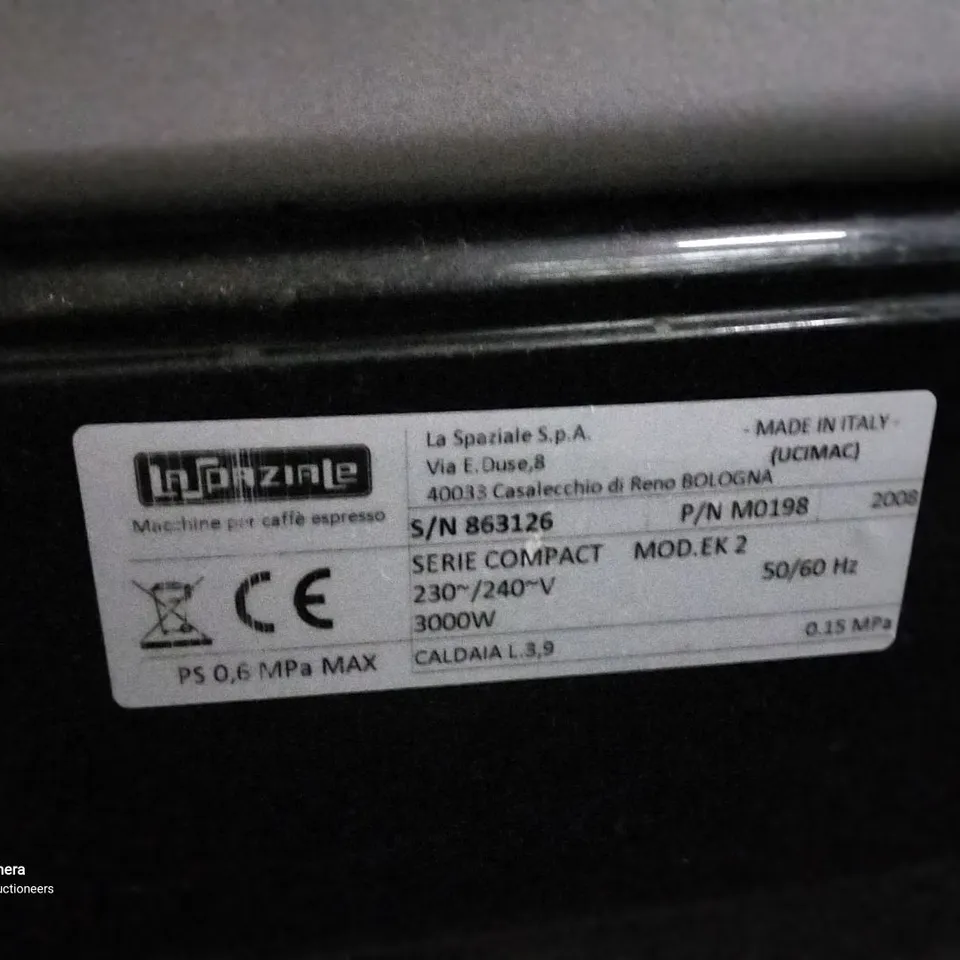 La Spaziale
Macchine per caffè espresso
PS 0,6 MPa MAX
La Spaziale S.p.A.
Via E.Duse,8
40033 Casalecchio di Reno BOLOGNA
- MADE IN ITALY -
(UCIMAC)
S/N 863126 P/N M0198 2008
SERIE COMPACT MOD.EK 2
230~/240~V 50/60 Hz
3000W
CALDAIA L.3,9 0.15 MPa
CE